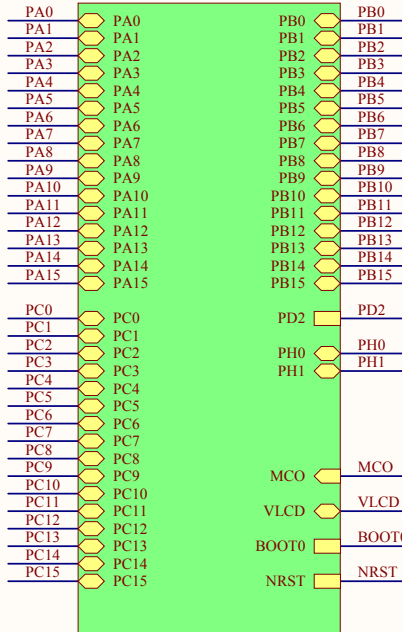 PA0 PA0 PB0 PB0
PA1 PA1 PB1 PB1
PA2 PA2 PB2 PB2
PA3 PA3 PB3 PB3
PA4 PA4 PB4 PB4
PA5 PA5 PB5 PB5
PA6 PA6 PB6 PB6
PA7 PA7 PB7 PB7
PA8 PA8 PB8 PB8
PA9 PA9 PB9 PB9
PA10 PA10 PB10 PB10
PA11 PA11 PB11 PB11
PA12 PA12 PB12 PB12
PA13 PA13 PB13 PB13
PA14 PA14 PB14 PB14
PA15 PA15 PB15 PB15
PC0 PC0 PD2 PD2
PC1 PC1
PC2 PC2 PH0 PH0
PC3 PC3 PH1 PH1
PC4 PC4
PC5 PC5
PC6 PC6
PC7 PC7
PC8 PC8
PC9 PC9 MCO MCO
PC10 PC10
PC11 PC11 VLCD VLCD
PC12 PC12
PC13 PC13 BOOT0 BOOT0
PC14 PC14
PC15 PC15 NRST NRST